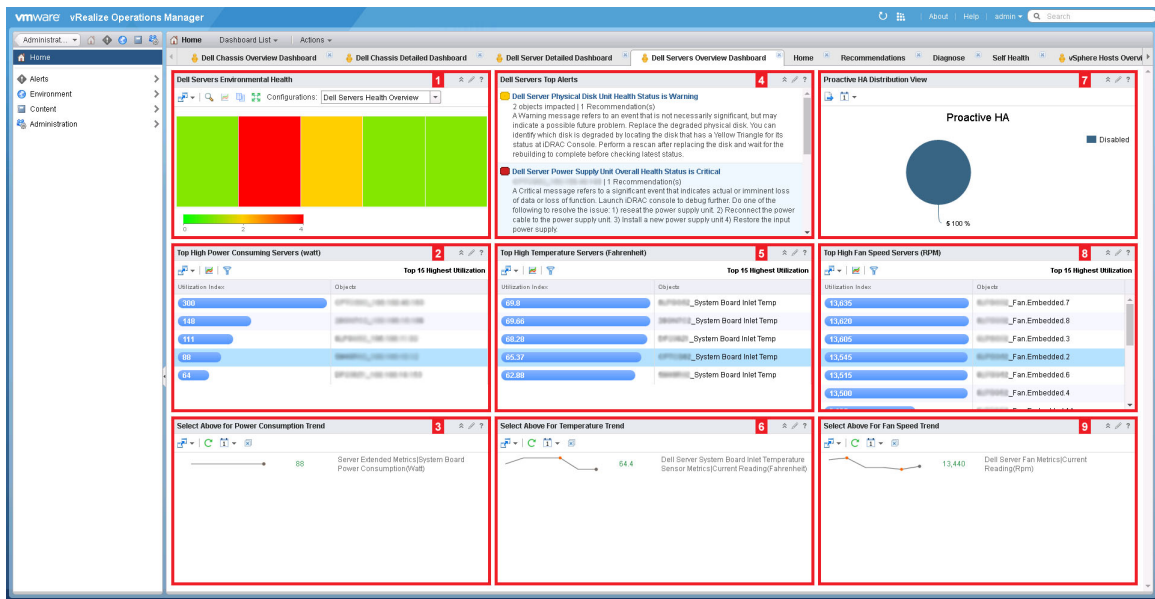 vmware vRealize Operations Manager
About Help admin Search
Administrat...
Home Dashboard List Actions
Home
Dell Chassis Overview Dashboard Dell Chassis Detailed Dashboard Dell Server Detailed Dashboard Dell Servers Overview Dashboard Home Recommendations Diagnose Self Health vSphere Hosts Overvi
Alerts
Environment
Content
Administration
Dell Servers Environmental Health 1
Configurations: Dell Servers Health Overview
0 2 4
Dell Servers Top Alerts 4
Dell Server Physical Disk Unit Health Status is Warning
2 objects impacted | 1 Recommendation(s)
A Warning message refers to an event that is not necessarily significant, but may
indicate a possible future problem. Replace the degraded physical disk. You can
identify which disk is degraded by locating the disk that has a Yellow Triangle for its
status at iDRAC Console. Perform a rescan after replacing the disk and wait for the
rebuilding to complete before checking latest status.
Dell Server Power Supply Unit Overall Health Status is Critical
| 1 Recommendation(s)
A Critical message refers to a significant event that indicates actual or imminent loss
of data or loss of function. Launch iDRAC console to debug further. Do one of the
following to resolve the issue: 1) reseat the power supply unit. 2) Reconnect the power
cable to the power supply unit. 3) Install a new power supply unit 4) Restore the input
power supply.
Proactive HA Distribution View 7
Proactive HA
Disabled
5 100 %
Top High Power Consuming Servers (watt) 2
Top 15 Highest Utilization
Utilization Index Objects
300
148
111
88
64
Top High Temperature Servers (Fahrenheit) 5
Top 15 Highest Utilization
Utilization Index Objects
69.8 _System Board Inlet Temp
69.66 _System Board Inlet Temp
68.28 _System Board Inlet Temp
65.37 _System Board Inlet Temp
62.88 _System Board Inlet Temp
Top High Fan Speed Servers (RPM) 8
Top 15 Highest Utilization
Utilization Index Objects
13,635 _Fan.Embedded.7
13,620 _Fan.Embedded.8
13,605 _Fan.Embedded.3
13,545 _Fan.Embedded.2
13,515 _Fan.Embedded.6
13,500 _Fan.Embedded.4
Select Above for Power Consumption Trend 3
88
Server Extended Metrics|System Board
Power Consumption(Watt)
Select Above For Temperature Trend 6
64.4
Dell Server System Board Inlet Temperature
Sensor Metrics|Current Reading(Fahrenheit)
Select Above For Fan Speed Trend 9
13,440
Dell Server Fan Metrics|Current
Reading(Rpm)